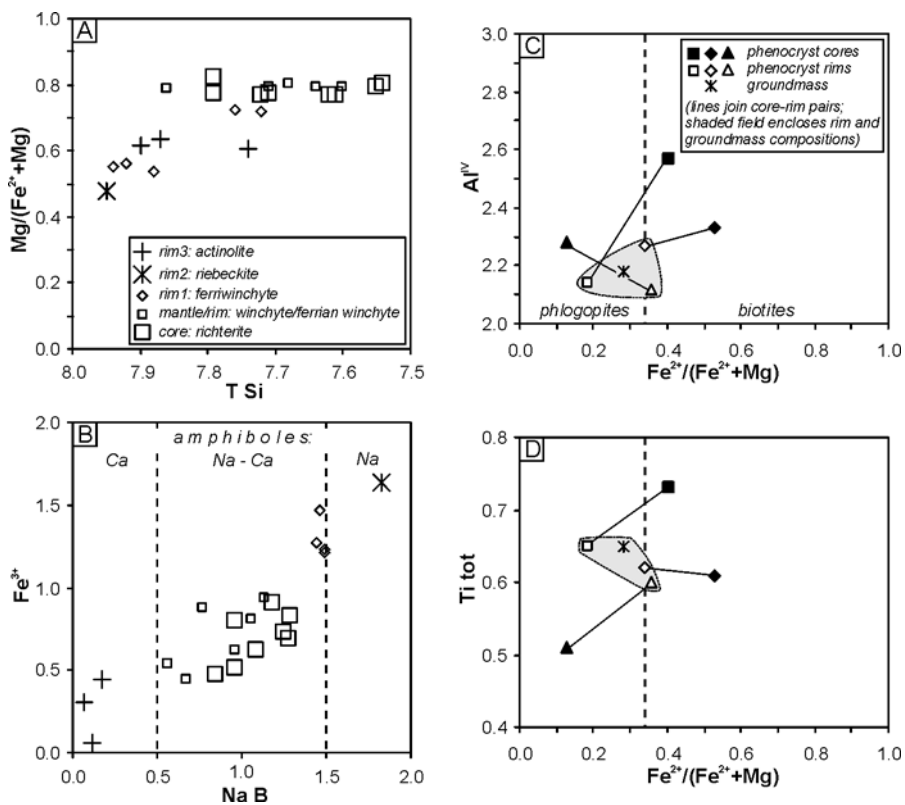 A
Mg/(Fe²⁺+Mg)
1.0
0.8
0.6
0.4
0.2
0.0
rim3: actinolite
rim2: riebeckite
rim1: ferriwinchyte
mantle/rim: winchyte/ferrian winchyte
core: richterite
8.0 7.9 7.8 7.7 7.6 7.5
T Si
B
Fe³⁺
2.0
1.5
1.0
0.5
0.0
amphiboles:
Ca Na - Ca Na
0.0 0.5 1.0 1.5 2.0
Na B
C
Al^IV
3.0
2.8
2.6
2.4
2.2
2.0
phenocryst cores
phenocryst rims
groundmass
(lines join core-rim pairs;
shaded field encloses rim and
groundmass compositions)
phlogopites biotites
0.0 0.2 0.4 0.6 0.8 1.0
Fe²⁺/(Fe²⁺+Mg)
D
Ti tot
0.8
0.7
0.6
0.5
0.4
0.0 0.2 0.4 0.6 0.8 1.0
Fe²⁺/(Fe²⁺+Mg)